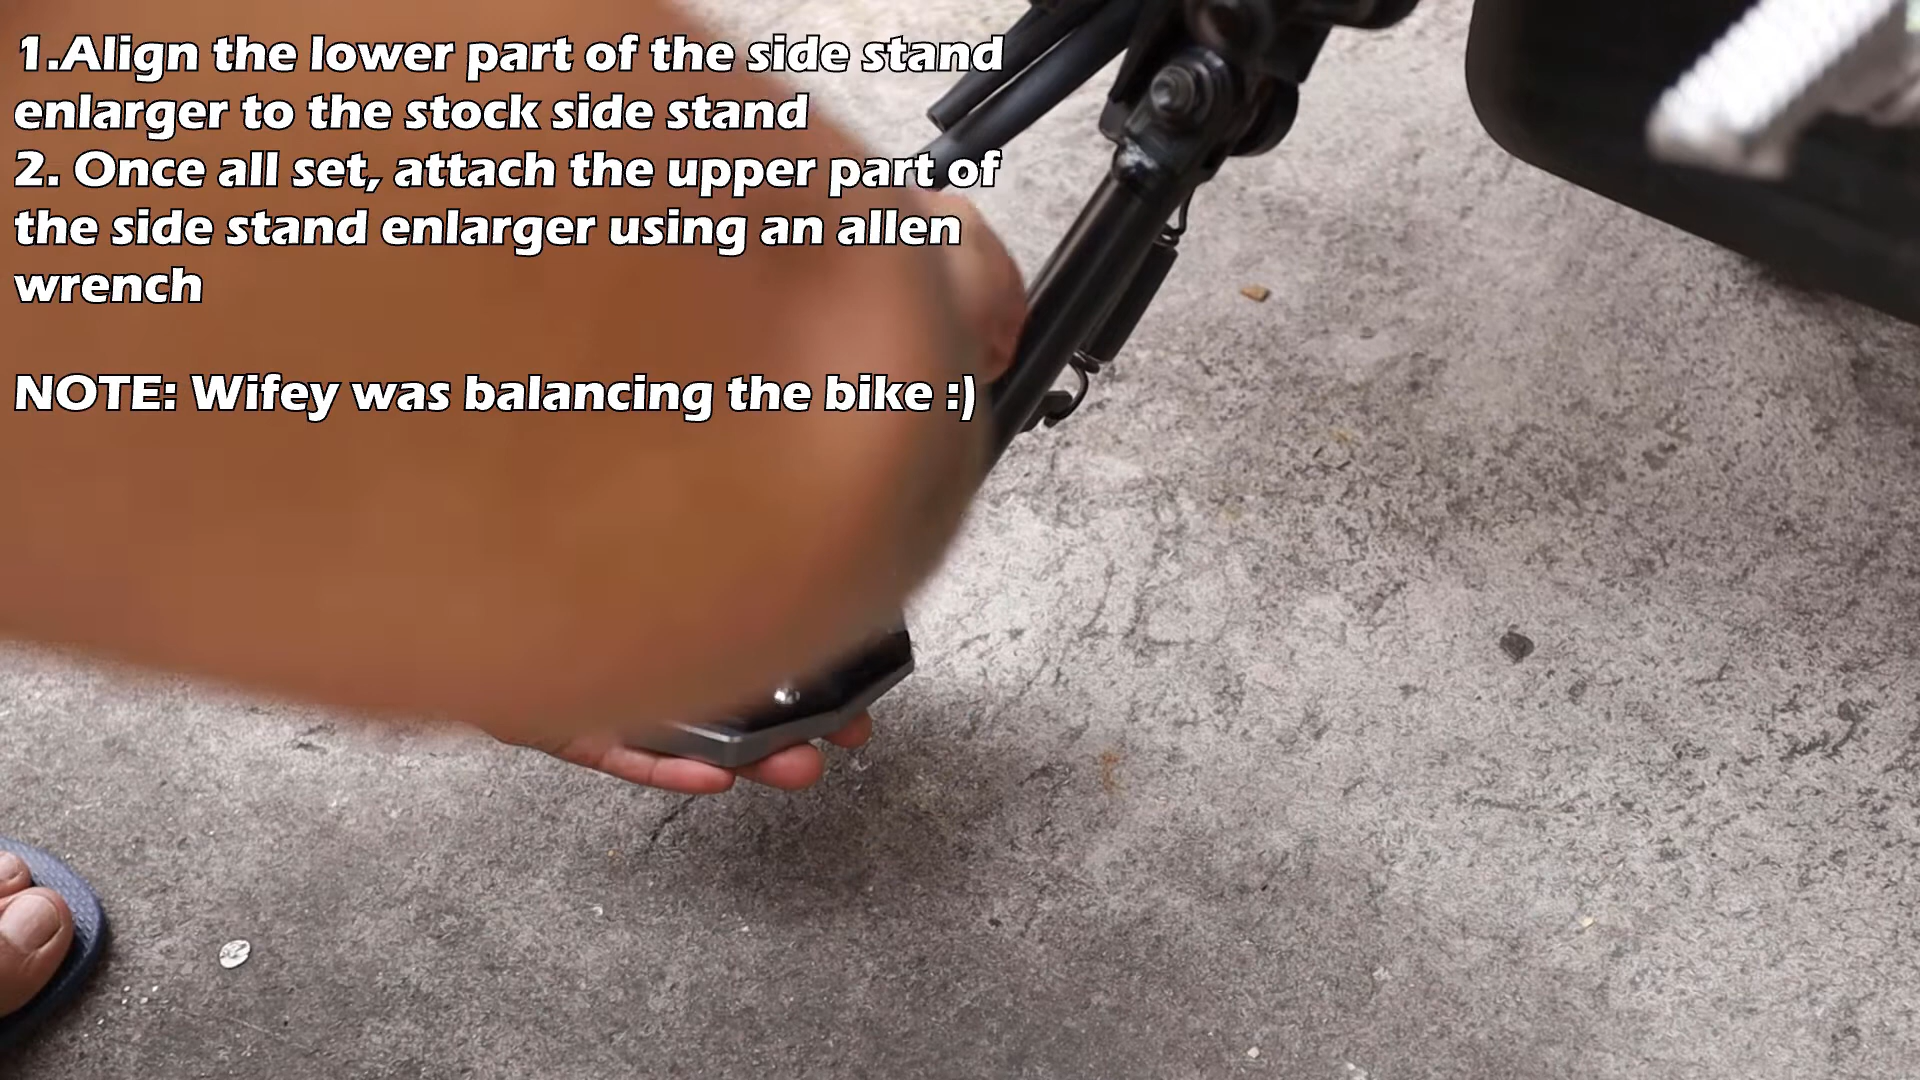 1.Align the lower part of the side stand
enlarger to the stock side stand
2. Once all set, attach the upper part of
the side stand enlarger using an allen
wrench
NOTE: Wifey was balancing the bike :)